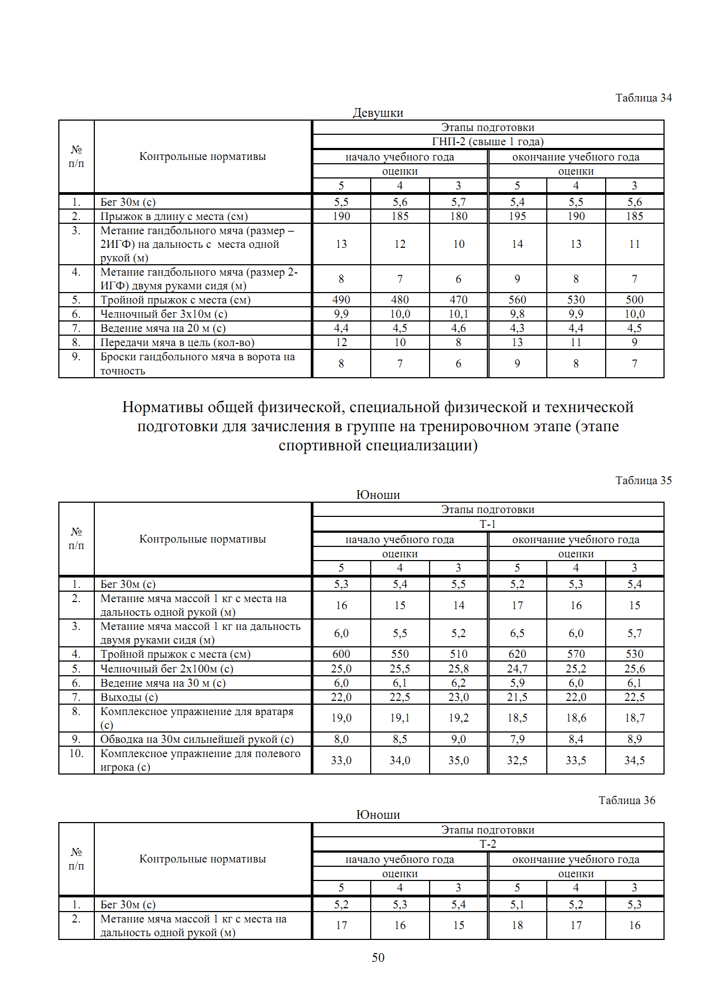 Таблица 34
Девушки
№ п/п
Контрольные нормативы
Этапы подготовки
ГНП-2 (свыше 1 года)
начало учебного года окончание учебного года
оценки оценки
5 4 3 5 4 3
1. Бег 30м (с) 5,5 5,6 5,7 5,4 5,5 5,6
2. Прыжок в длину с места (см) 190 185 180 195 190 185
3. Метание гандбольного мяча (размер –
2ИГФ) на дальность с места одной
рукой (м) 13 12 10 14 13 11
4. Метание гандбольного мяча (размер 2-
ИГФ) двумя руками сидя (м) 8 7 6 9 8 7
5. Тройной прыжок с места (см) 490 480 470 560 530 500
6. Челночный бег 3х10м (с) 9,9 10,0 10,1 9,8 9,9 10,0
7. Ведение мяча на 20 м (с) 4,4 4,5 4,6 4,3 4,4 4,5
8. Передачи мяча в цель (кол-во) 12 10 8 13 11 9
9. Броски гандбольного мяча в ворота на
точность 8 7 6 9 8 7
Нормативы общей физической, специальной физической и технической
подготовки для зачисления в группе на тренировочном этапе (этапе
спортивной специализации)
Таблица 35
Юноши
№ п/п
Контрольные нормативы
Этапы подготовки
Т-1
начало учебного года окончание учебного года
оценки оценки
5 4 3 5 4 3
1. Бег 30м (с) 5,3 5,4 5,5 5,2 5,3 5,4
2. Метание мяча массой 1 кг с места на
дальность одной рукой (м) 16 15 14 17 16 15
3. Метание мяча массой 1 кг на дальность
двумя руками сидя (м) 6,0 5,5 5,2 6,5 6,0 5,7
4. Тройной прыжок с места (см) 600 550 510 620 570 530
5. Челночный бег 2х100м (с) 25,0 25,5 25,8 24,7 25,2 25,6
6. Ведение мяча на 30 м (с) 6,0 6,1 6,2 5,9 6,0 6,1
7. Выходы (с) 22,0 22,5 23,0 21,5 22,0 22,5
8. Комплексное упражнение для вратаря
(с) 19,0 19,1 19,2 18,5 18,6 18,7
9. Обводка на 30м сильнейшей рукой (с) 8,0 8,5 9,0 7,9 8,4 8,9
10. Комплексное упражнение для полевого
игрока (с) 33,0 34,0 35,0 32,5 33,5 34,5
Таблица 36
Юноши
№ п/п
Контрольные нормативы
Этапы подготовки
Т-2
начало учебного года окончание учебного года
оценки оценки
5 4 3 5 4 3
1. Бег 30м (с) 5,2 5,3 5,4 5,1 5,2 5,3
2. Метание мяча массой 1 кг с места на
дальность одной рукой (м) 17 16 15 18 17 16
50